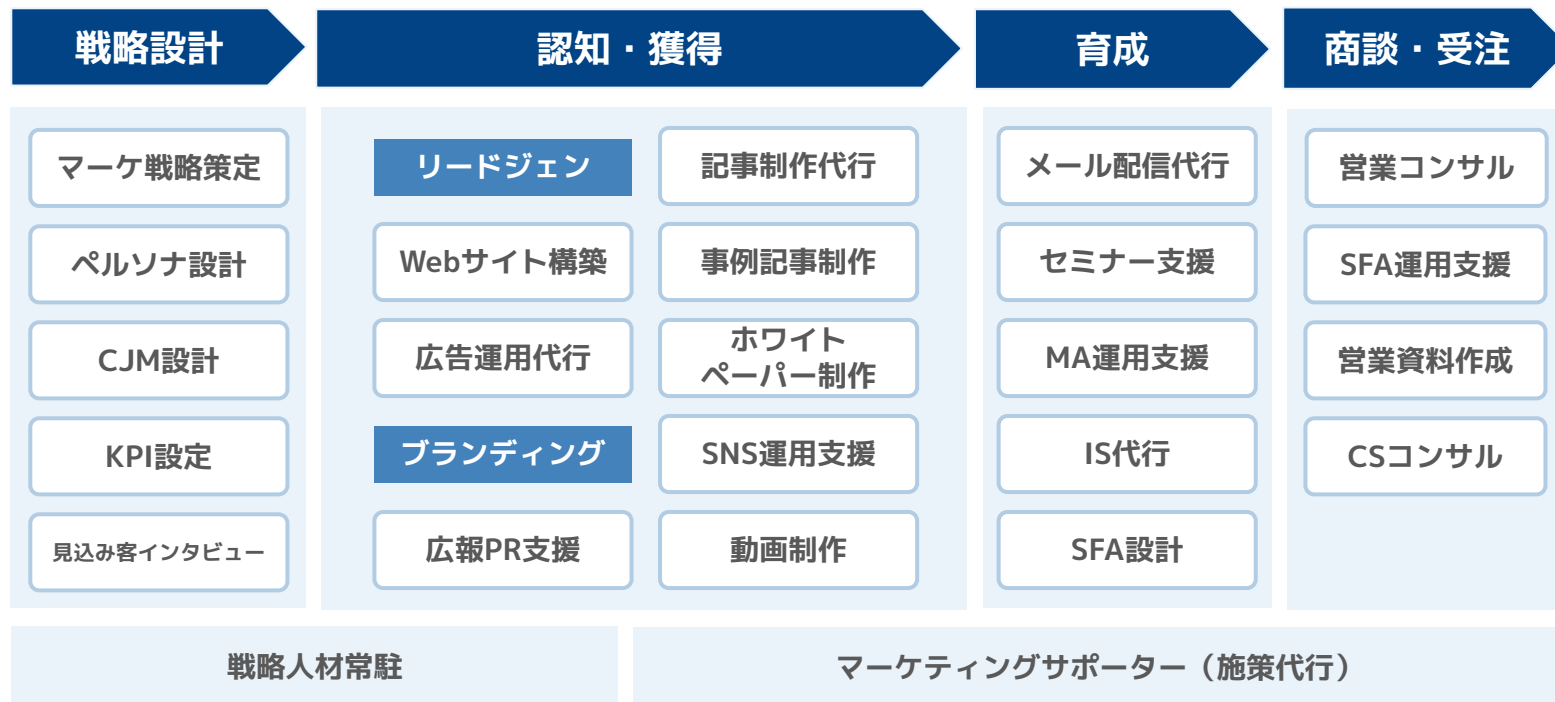 戦略設計
認知・獲得
育成
商談・受注
マーケ戦略策定
ペルソナ設計
CJM設計
KPI設定
見込み客インタビュー
リードジェン
Webサイト構築
広告運用代行
ブランディング
広報PR支援
記事制作代行
事例記事制作
ホワイト
ペーパー制作
SNS運用支援
動画制作
メール配信代行
セミナー支援
MA運用支援
IS代行
SFA設計
営業コンサル
SFA運用支援
営業資料作成
CSコンサル
戦略人材常駐
マーケティングサポーター（施策代行）